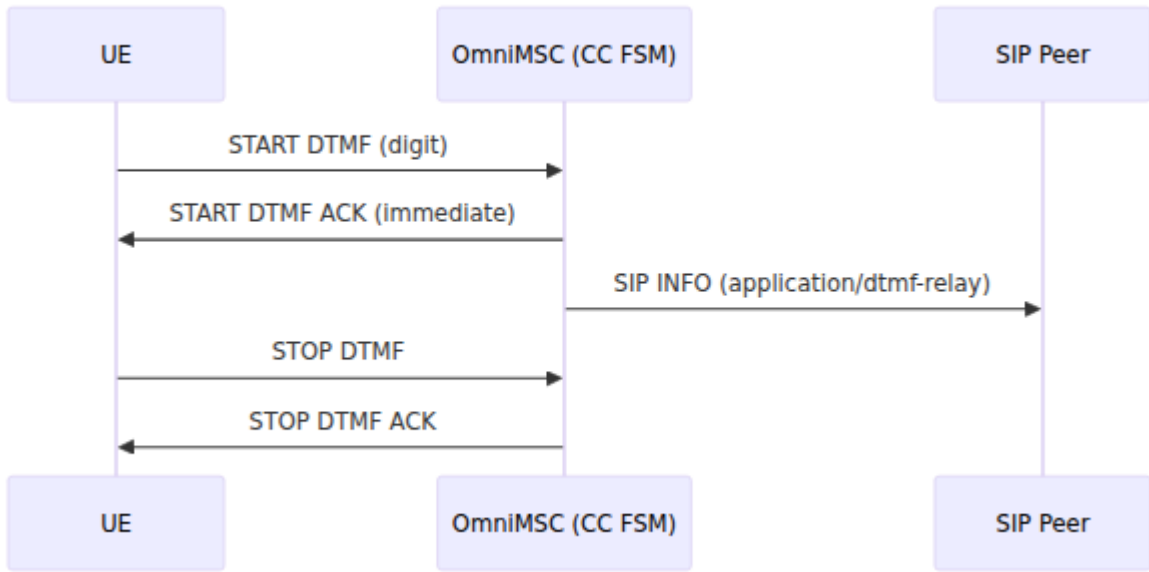 UE
OmniMSC (CC FSM)
SIP Peer
START DTMF (digit)
START DTMF ACK (immediate)
SIP INFO (application/dtmf-relay)
STOP DTMF
STOP DTMF ACK
UE
OmniMSC (CC FSM)
SIP Peer